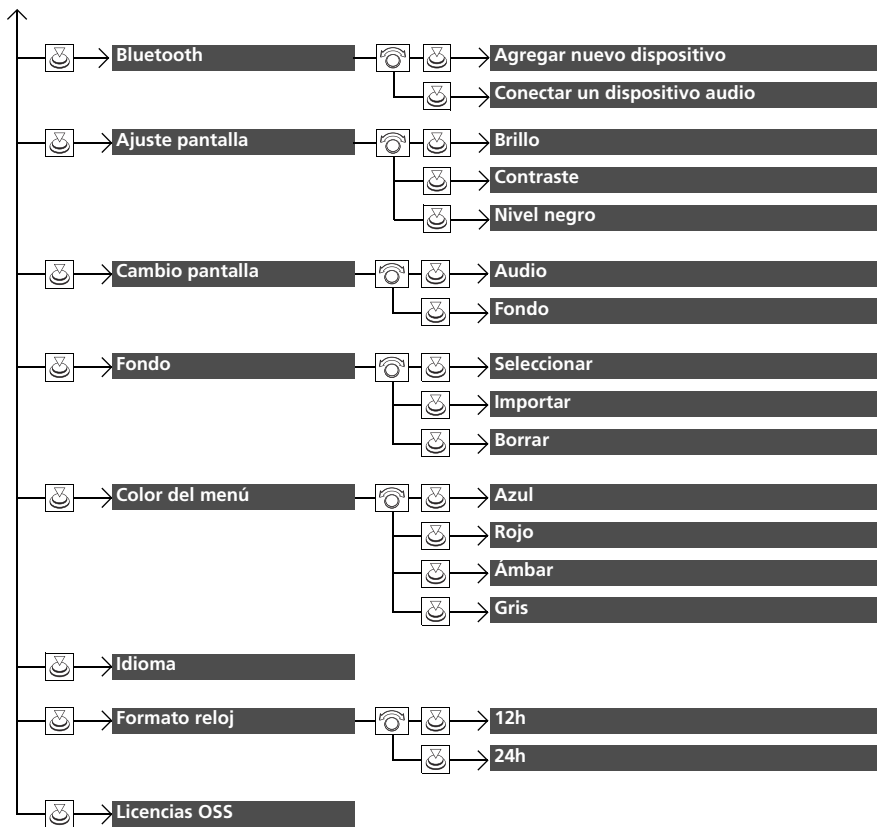 Bluetooth
Agregar nuevo dispositivo
Conectar un dispositivo audio
Ajuste pantalla
Brillo
Contraste
Nivel negro
Cambio pantalla
Audio
Fondo
Fondo
Seleccionar
Importar
Borrar
Color del menú
Azul
Rojo
Ámbar
Gris
Idioma
Formato reloj
12h
24h
Licencias OSS